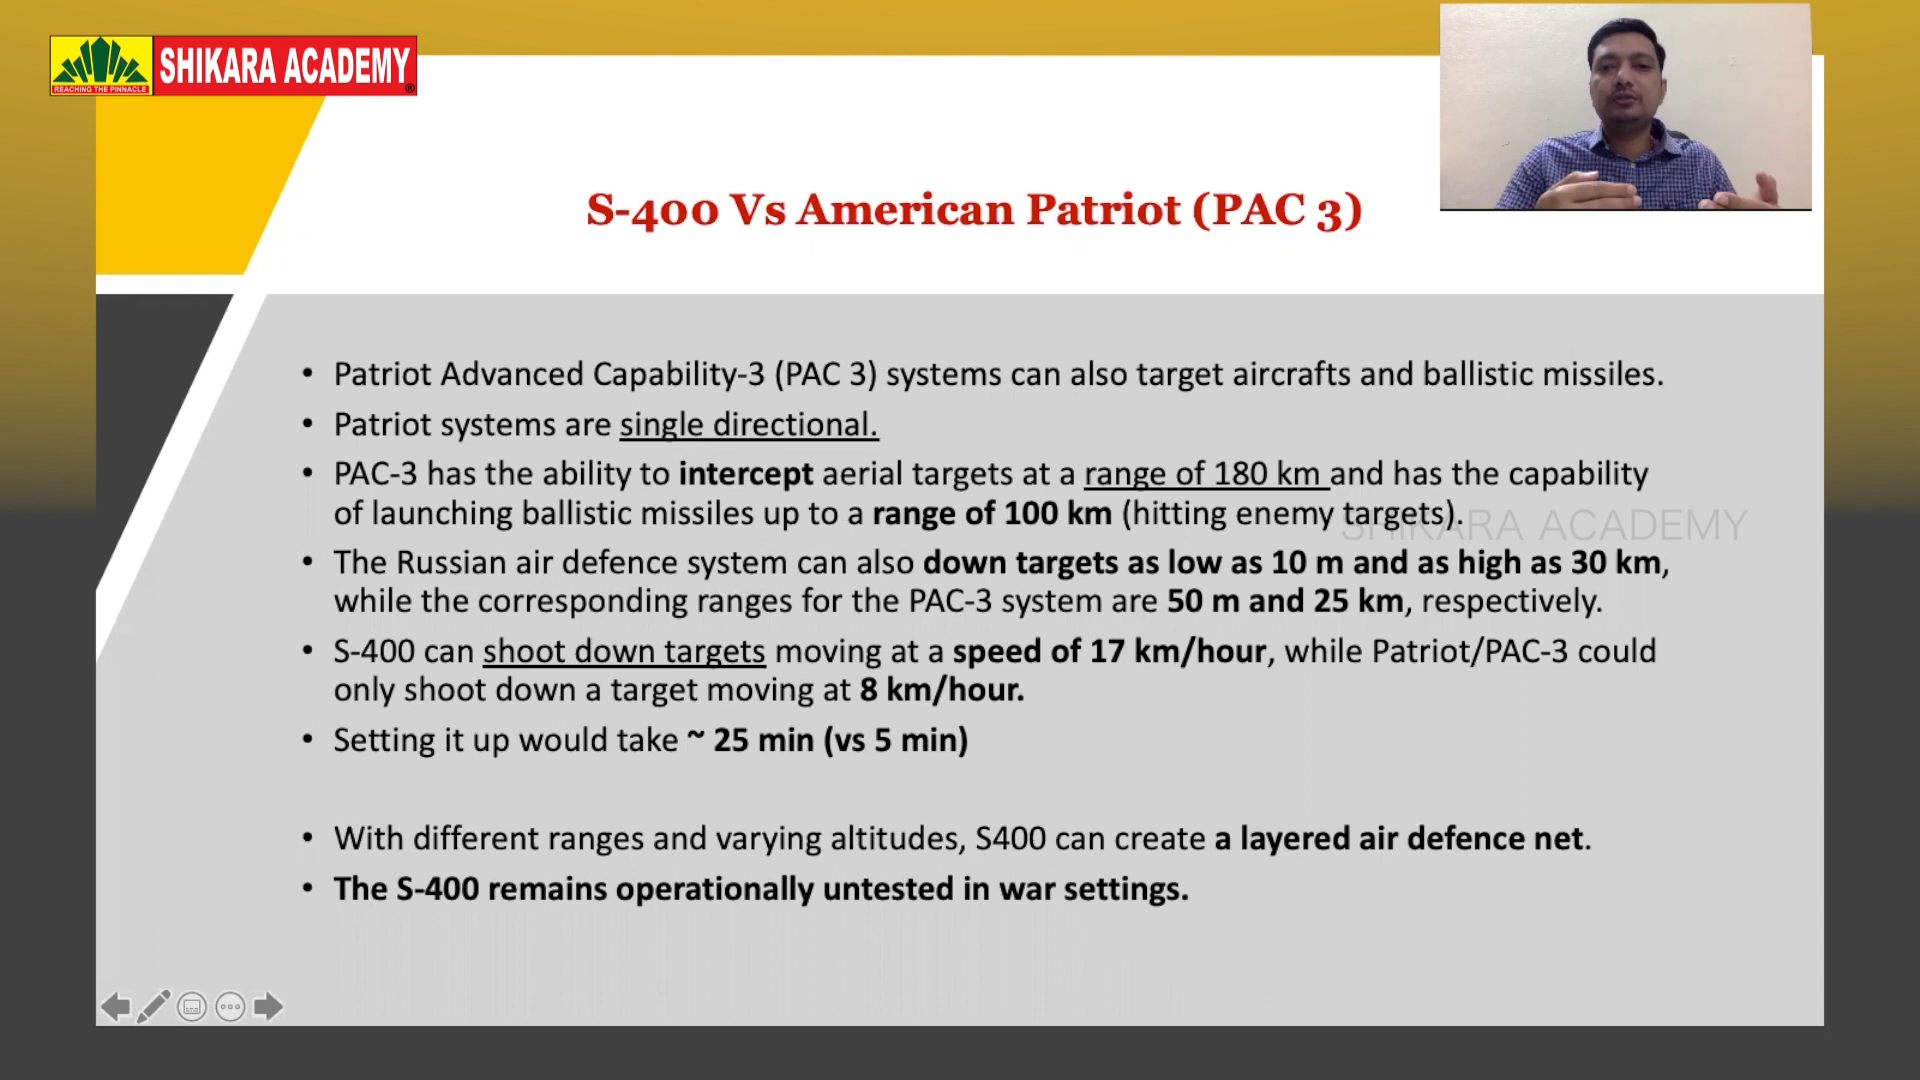 SHIKARA ACADEMY
REACHING THE PINNACLE
®
S-400 Vs American Patriot (PAC 3)
• Patriot Advanced Capability-3 (PAC 3) systems can also target aircrafts and ballistic missiles.
• Patriot systems are single directional.
• PAC-3 has the ability to intercept aerial targets at a range of 180 km and has the capability
of launching ballistic missiles up to a range of 100 km (hitting enemy targets).
SHIKARA ACADEMY
• The Russian air defence system can also down targets as low as 10 m and as high as 30 km,
while the corresponding ranges for the PAC-3 system are 50 m and 25 km, respectively.
• S-400 can shoot down targets moving at a speed of 17 km/hour, while Patriot/PAC-3 could
only shoot down a target moving at 8 km/hour.
• Setting it up would take ~ 25 min (vs 5 min)
• With different ranges and varying altitudes, S400 can create a layered air defence net.
• The S-400 remains operationally untested in war settings.